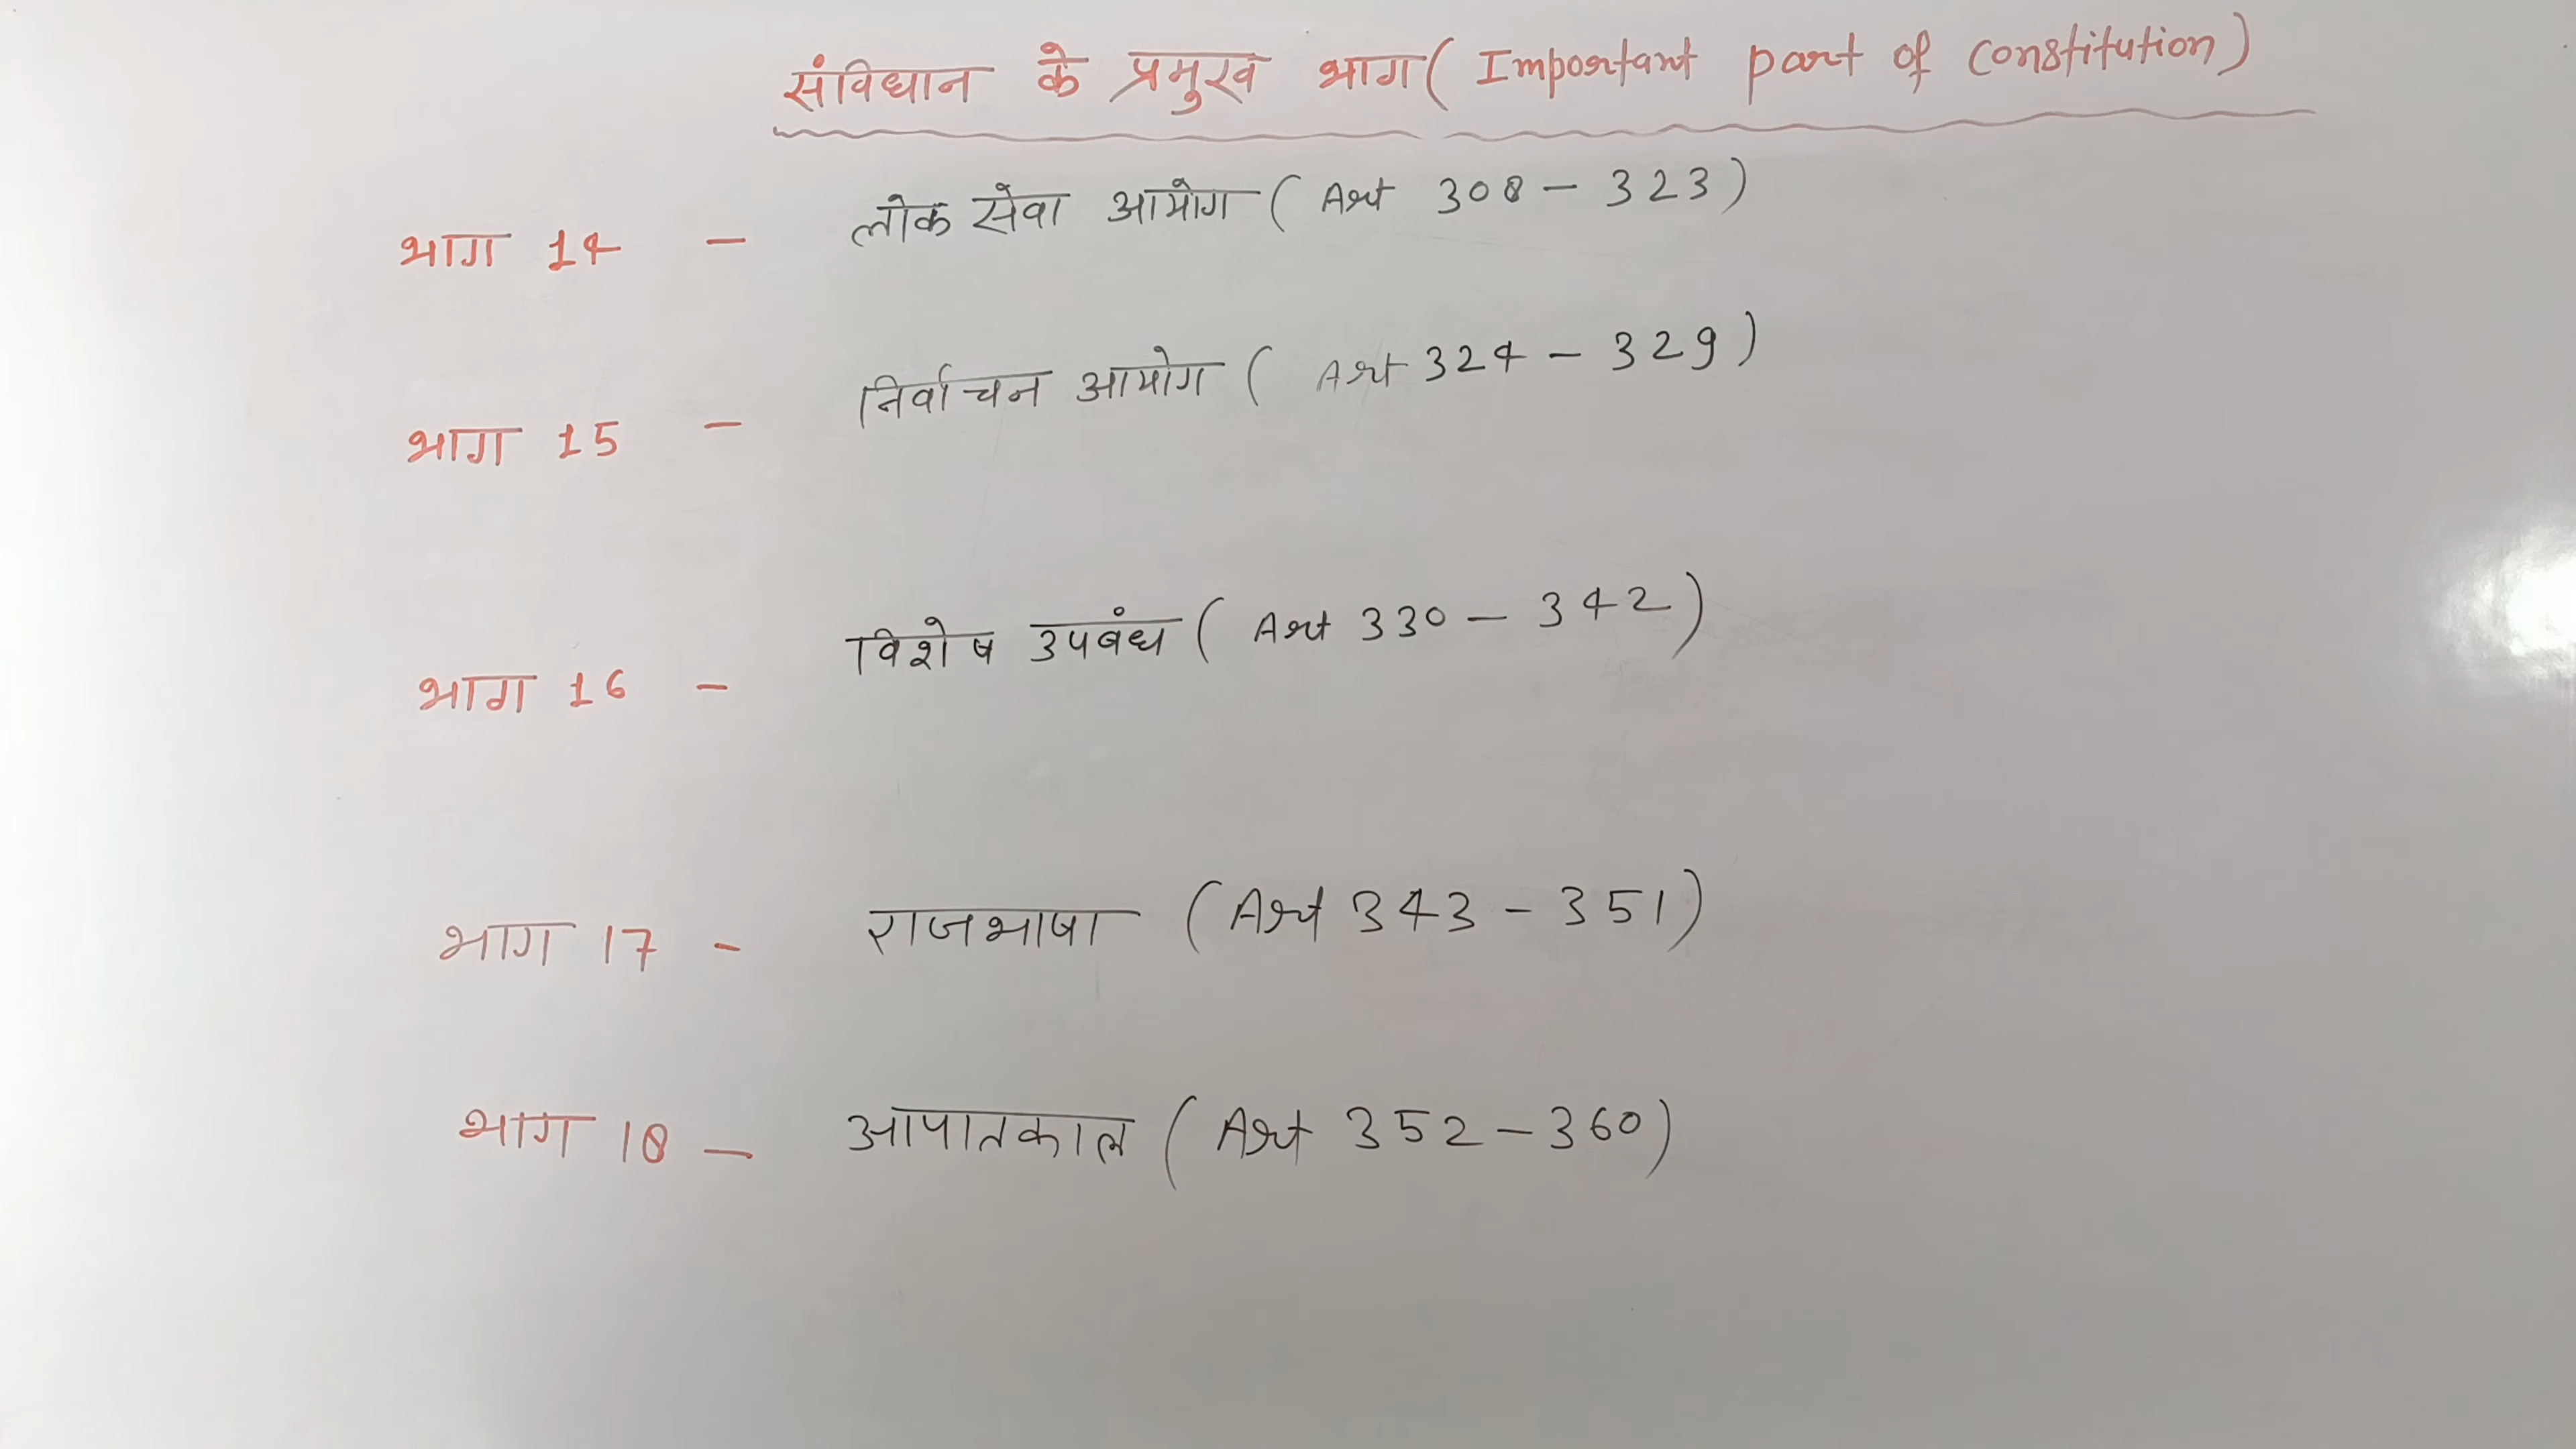 संविधान के प्रमुख भाग ( Important part of constitution )
भाग 14 - लोक सेवा आयोग ( Art 308 - 323 )
भाग 15 - निर्वाचन आयोग ( Art 324 - 329 )
भाग 16 - विशेष उपबंध ( Art 330 - 342 )
भाग 17 - राजभाषा ( Art 343 - 351 )
भाग 18 - आपातकाल ( Art 352 - 360 )